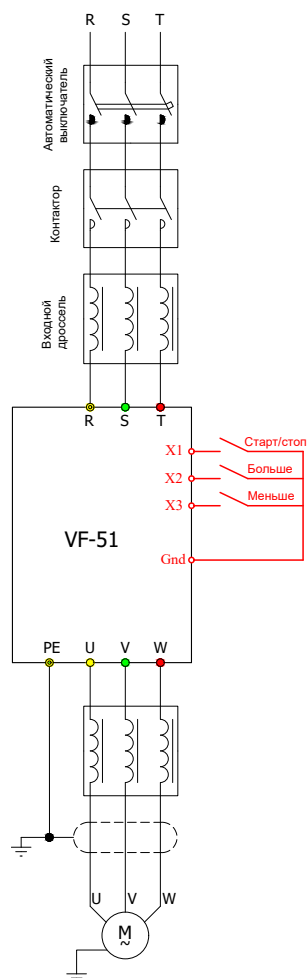 R S T
Автоматический
выключатель
Контактор
Входной
дроссель
R S T
X1 Старт/стоп
X2 Больше
X3 Меньше
VF-51
Gnd
PE U V W
U V W
M
~